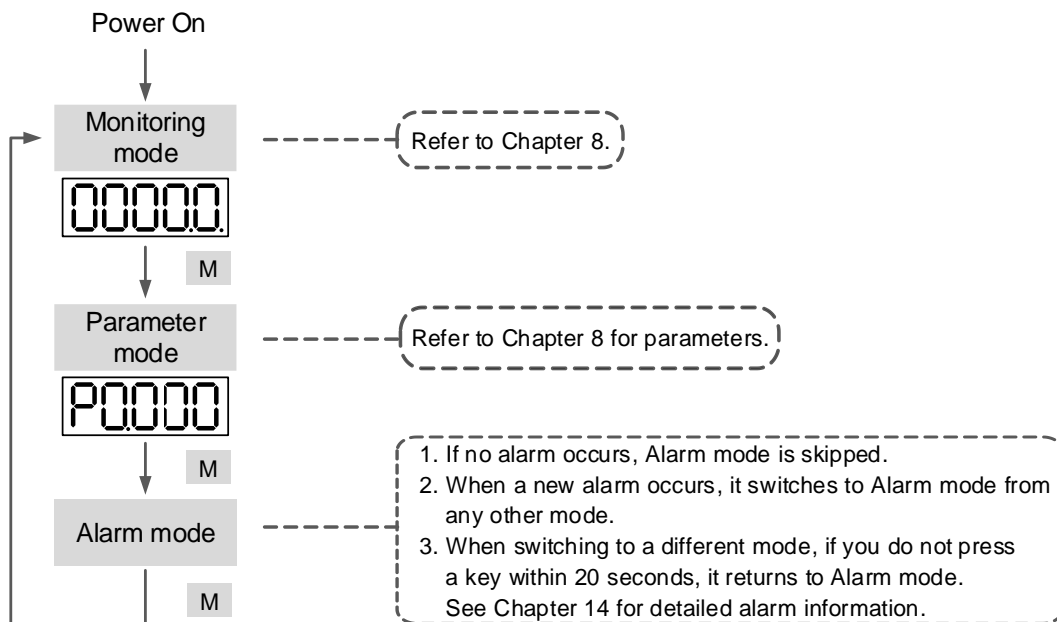 Power On
Monitoring
mode
Refer to Chapter 8.
0000.0.
M
Parameter
mode
Refer to Chapter 8 for parameters.
P0.000
M
Alarm mode
1. If no alarm occurs, Alarm mode is skipped.
2. When a new alarm occurs, it switches to Alarm mode from
any other mode.
3. When switching to a different mode, if you do not press
a key within 20 seconds, it returns to Alarm mode.
See Chapter 14 for detailed alarm information.
M